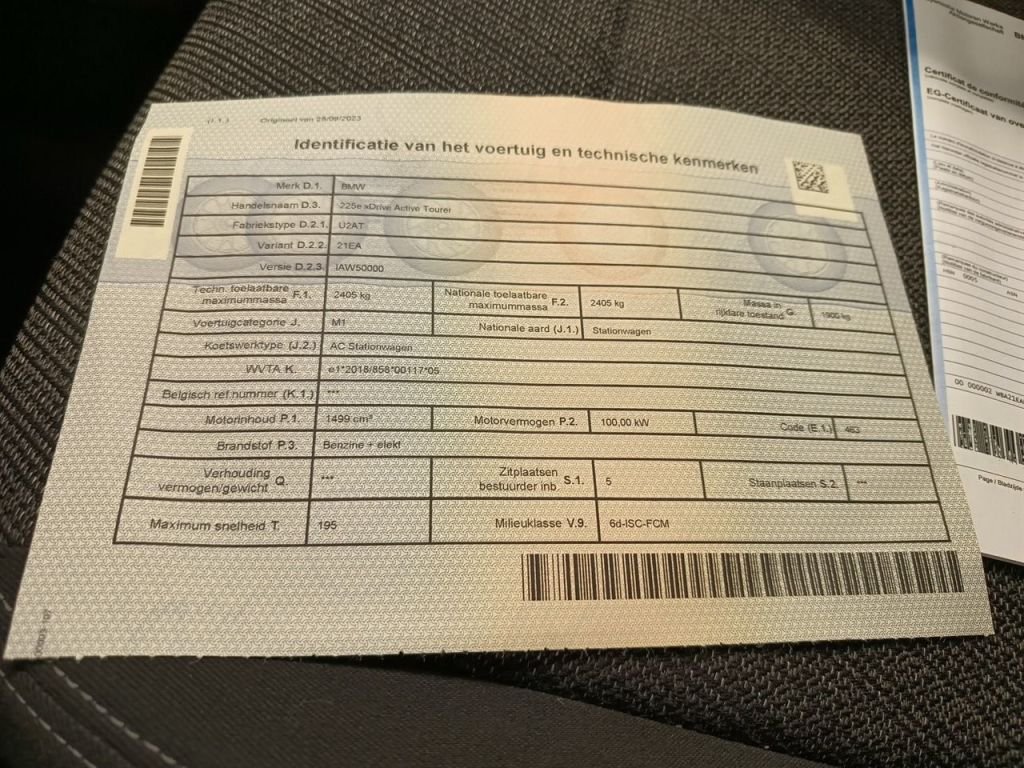 (J.1.) Origineel van 28/09/2023
Identificatie van het voertuig en technische kenmerken
Merk D.1. BMW
Handelsnaam D.3. 225e xDrive Active Tourer
Fabriekstype D.2.1. U2AT
Variant D.2.2. 21EA
Versie D.2.3. IAW50000
Techn. toelaatbare maximummassa F.1. 2405 kg Nationale toelaatbare maximummassa F.2. 2405 kg Massa in rijklare toestand G. 1900 kg
Voertuigcategorie J. M1 Nationale aard (J.1.) Stationwagen
Koetswerktype (J.2.) AC Stationwagen
WVTA K. e1*2018/858*00117*05
Belgisch ref.nummer (K.1.) ***
Motorinhoud P.1. 1499 cm³ Motorvermogen P.2. 100,00 kW Code (E.1.) 463
Brandstof P.3. Benzine + elekt
Verhouding vermogen/gewicht Q. *** Zitplaatsen bestuurder inb. S.1. 5 Staanplaatsen S.2. ***
Maximum snelheid T. 195 Milieuklasse V.9. 6d-ISC-FCM
Certificat de conformité
EG-Certificaat van
00 000002
Page / Bladzijde